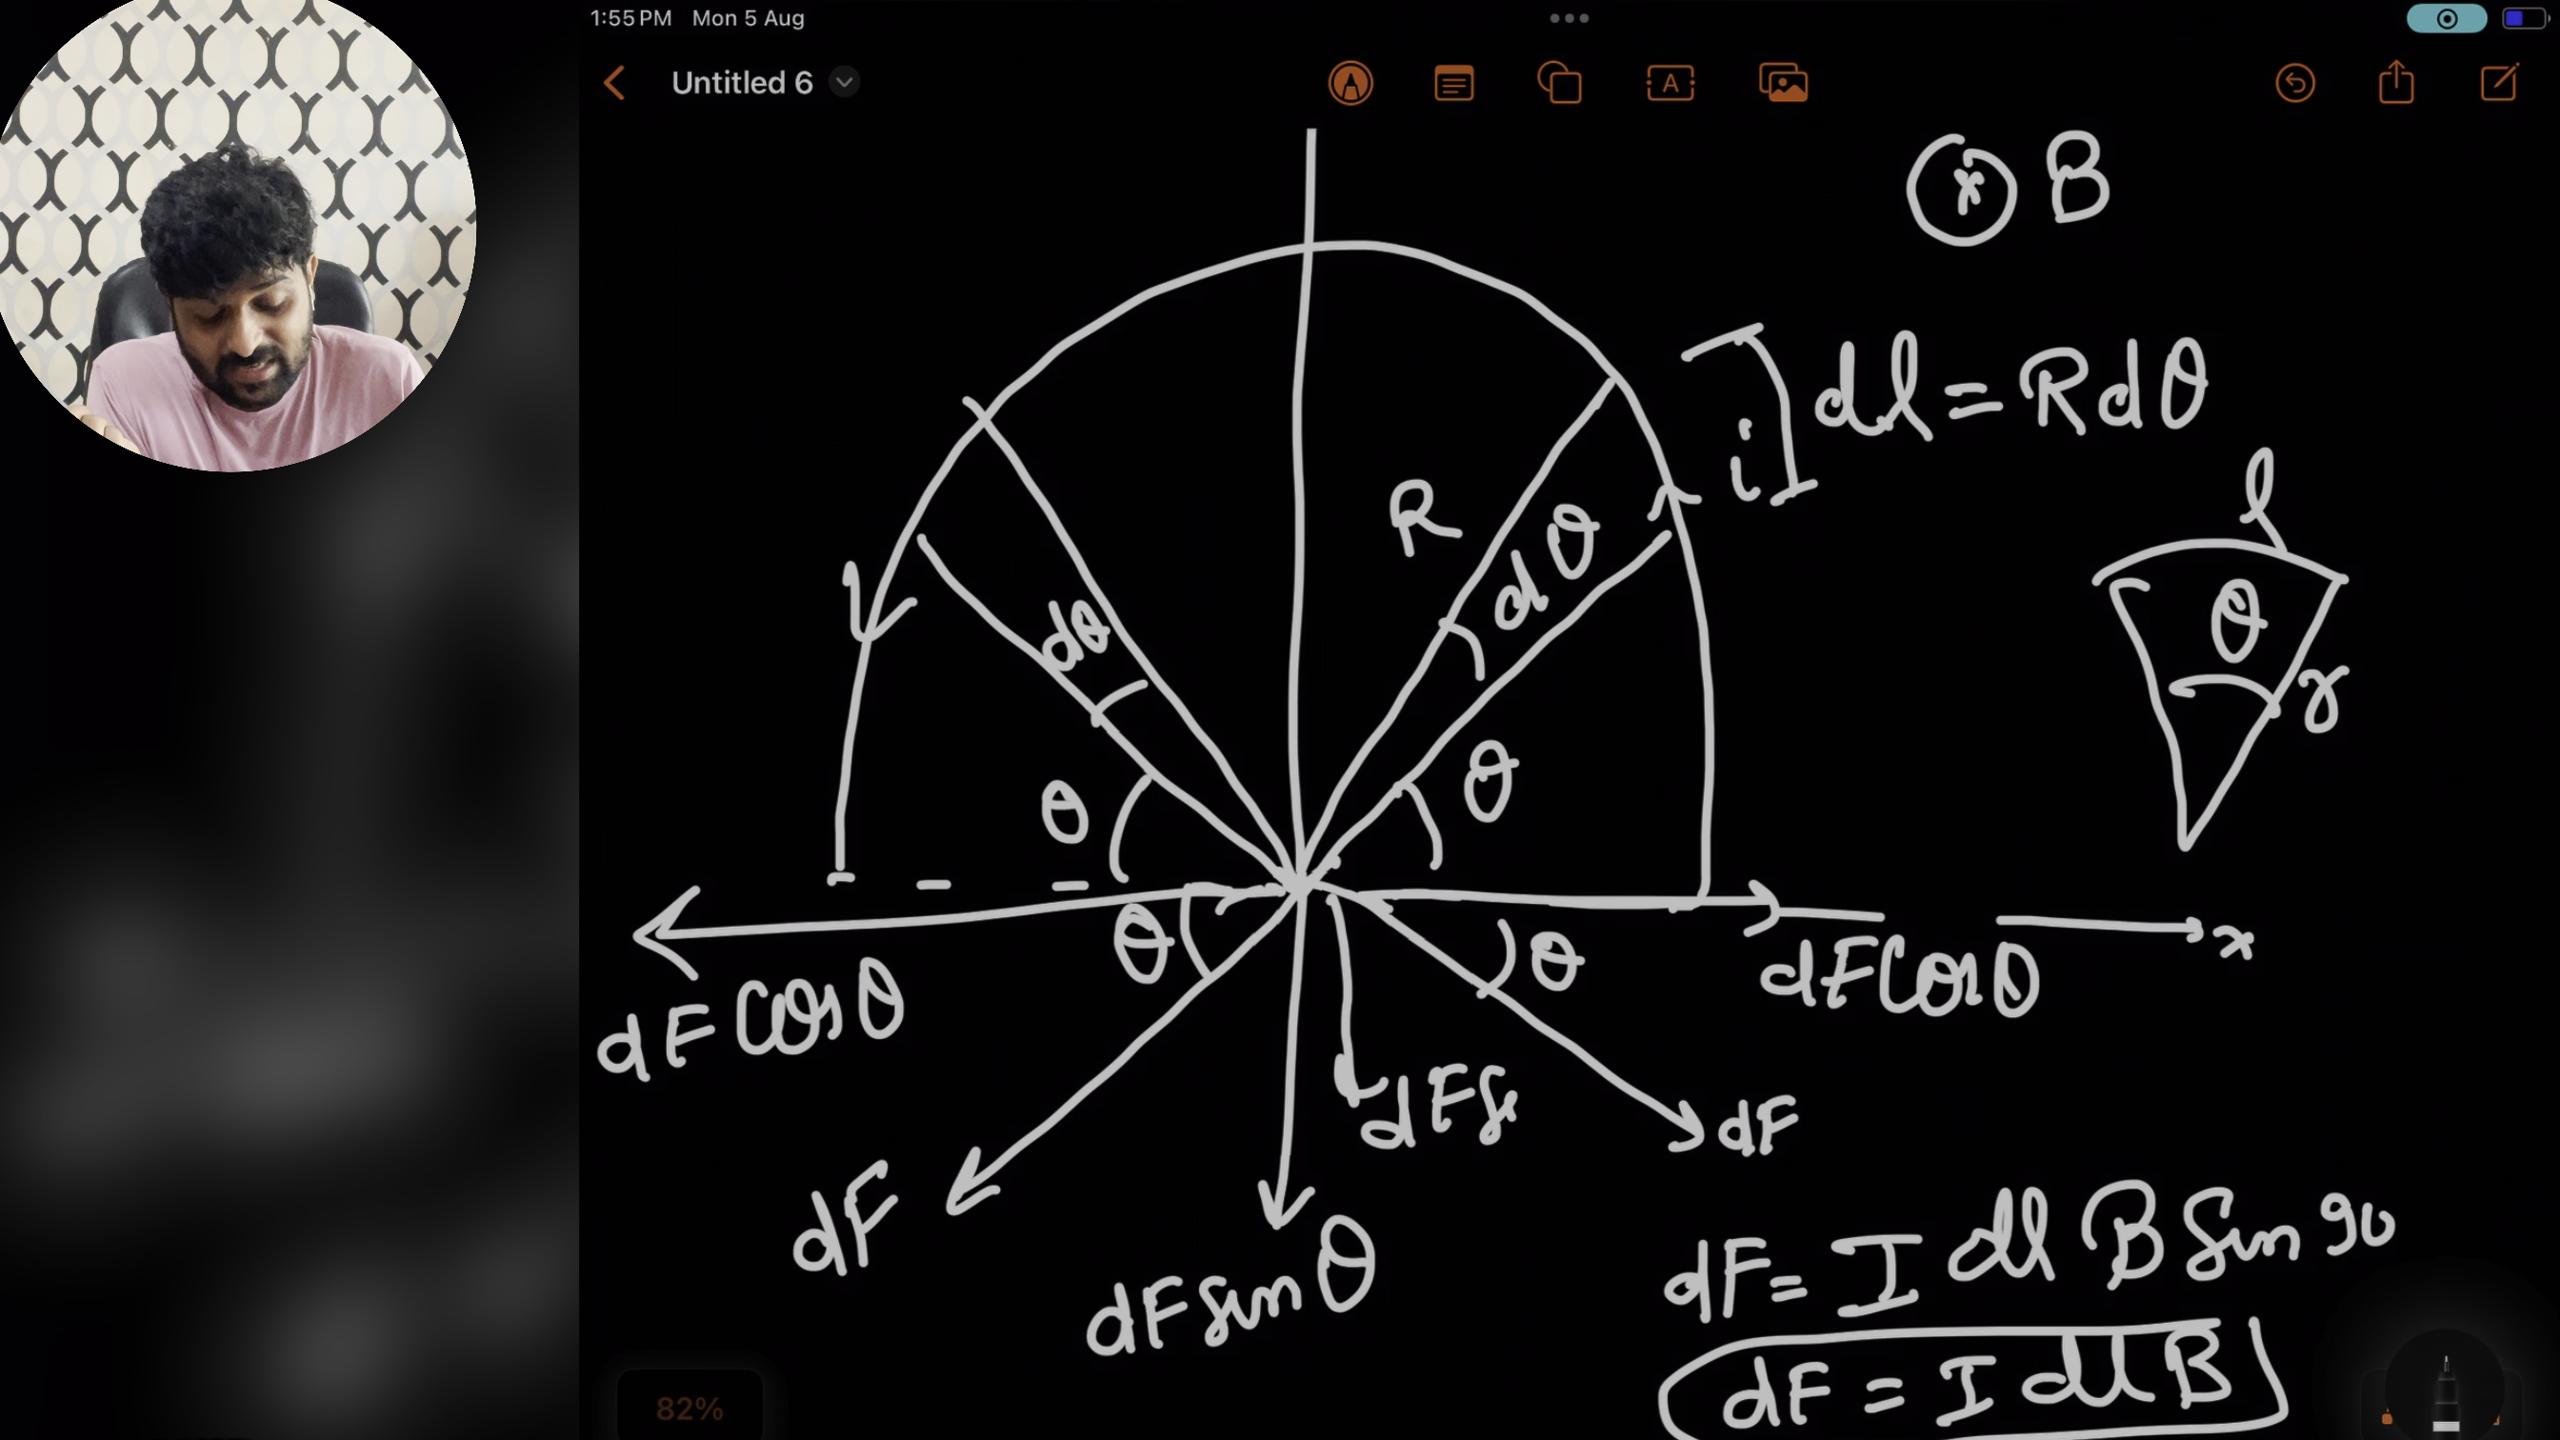 1:55 PM Mon 5 Aug
Untitled 6
A
B
i
dl = Rdθ
R
dθ
dθ
l
θ
r
θ
θ
θ
θ
x
dF Cos θ
dF Cos θ
dF
dF
dF sin θ
dF = I dl B Sin 90
dF = I dl B
82%